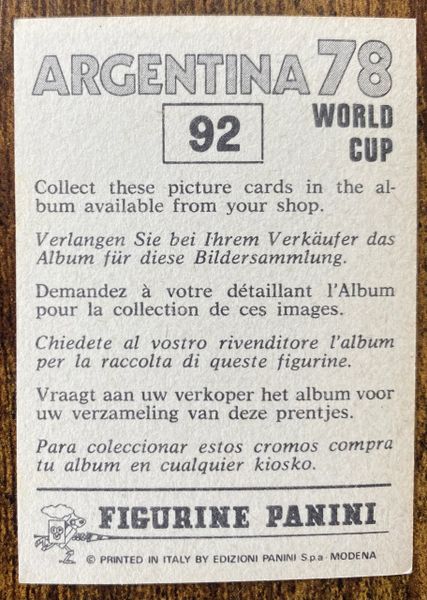 ARGENTINA 78
92
WORLD
CUP
Collect these picture cards in the al-
bum available from your shop.
Verlangen Sie bei Ihrem Verkäufer das
Album für diese Bildersammlung.
Demandez à votre détaillant l'Album
pour la collection de ces images.
Chiedete al vostro rivenditore l'album
per la raccolta di queste figurine.
Vraagt aan uw verkoper het album voor
uw verzameling van deze prentjes.
Para coleccionar estos cromos compra
tu album en cualquier kiosko.
FIGURINE PANINI
© PRINTED IN ITALY BY EDIZIONI PANINI S.p.a - MODENA